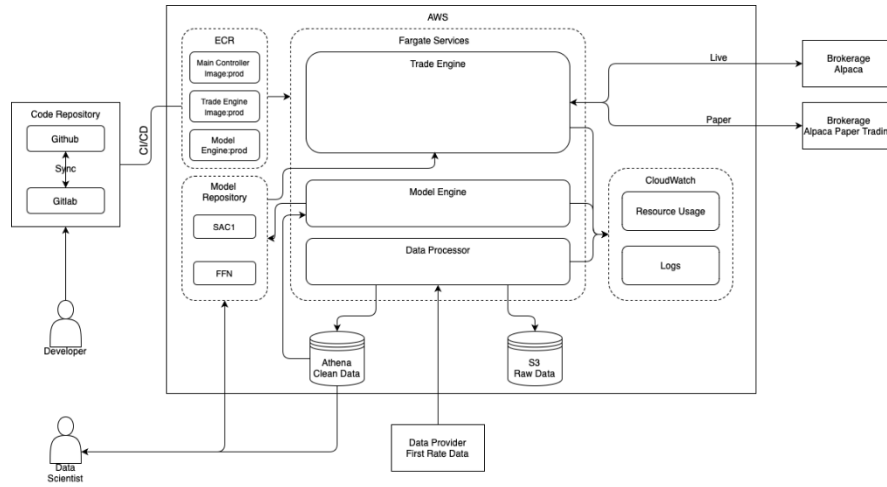 AWS
ECR
Main Controller
Image:prod
Trade Engine
Image:prod
Model
Engine:prod
Fargate Services
Trade Engine
Model Engine
Data Processor
Live
Paper
Brokerage
Alpaca
Brokerage
Alpaca Paper Trading
Code Repository
Github
Sync
Gitlab
CI/CD
Model
Repository
SAC1
FFN
CloudWatch
Resource Usage
Logs
Developer
Athena
Clean Data
S3
Raw Data
Data Provider
First Rate Data
Data
Scientist